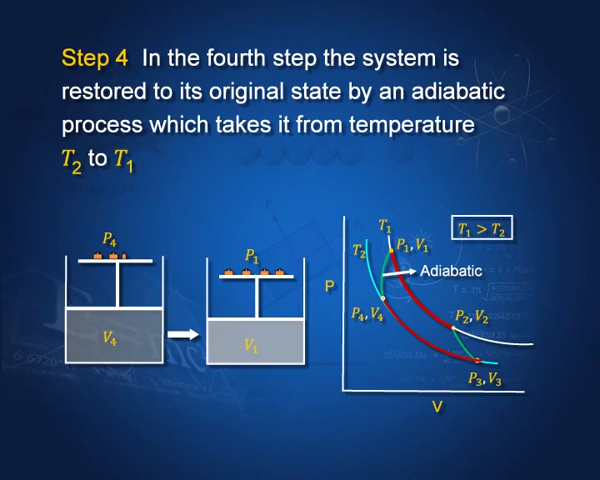 Step 4 In the fourth step the system is
restored to its original state by an adiabatic
process which takes it from temperature
T₂ to T₁
P₄
V₄
P₁
V₁
T₁
T₁ > T₂
T₂
P₁, V₁
Adiabatic
P
P₄, V₄
P₂, V₂
P₃, V₃
V